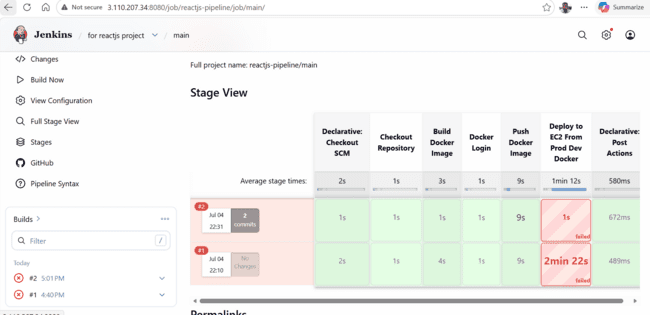 Not secure 3.110.207.34:8080/job/reactjs-pipeline/job/main/
Summarize
Jenkins / for reactjs project / main
Changes
Build Now
View Configuration
Full Stage View
Stages
GitHub
Pipeline Syntax
Builds
Filter /
Today
#2 5:01 PM
#1 4:40 PM
Full project name: reactjs-pipeline/main
Stage View
Declarative: Checkout SCM
Checkout Repository
Build Docker Image
Docker Login
Push Docker Image
Deploy to EC2 From Prod Dev Docker
Declarative: Post Actions
Average stage times: 2s 1s 3s 1s 9s 1min 12s 580ms
#2
Jul 04 22:31
2 commits
1s 1s 1s 1s 9s 1s 672ms
failed
#1
Jul 04 22:10
No Changes
2s 1s 4s 1s 9s 2min 22s 489ms
failed
Permalinks